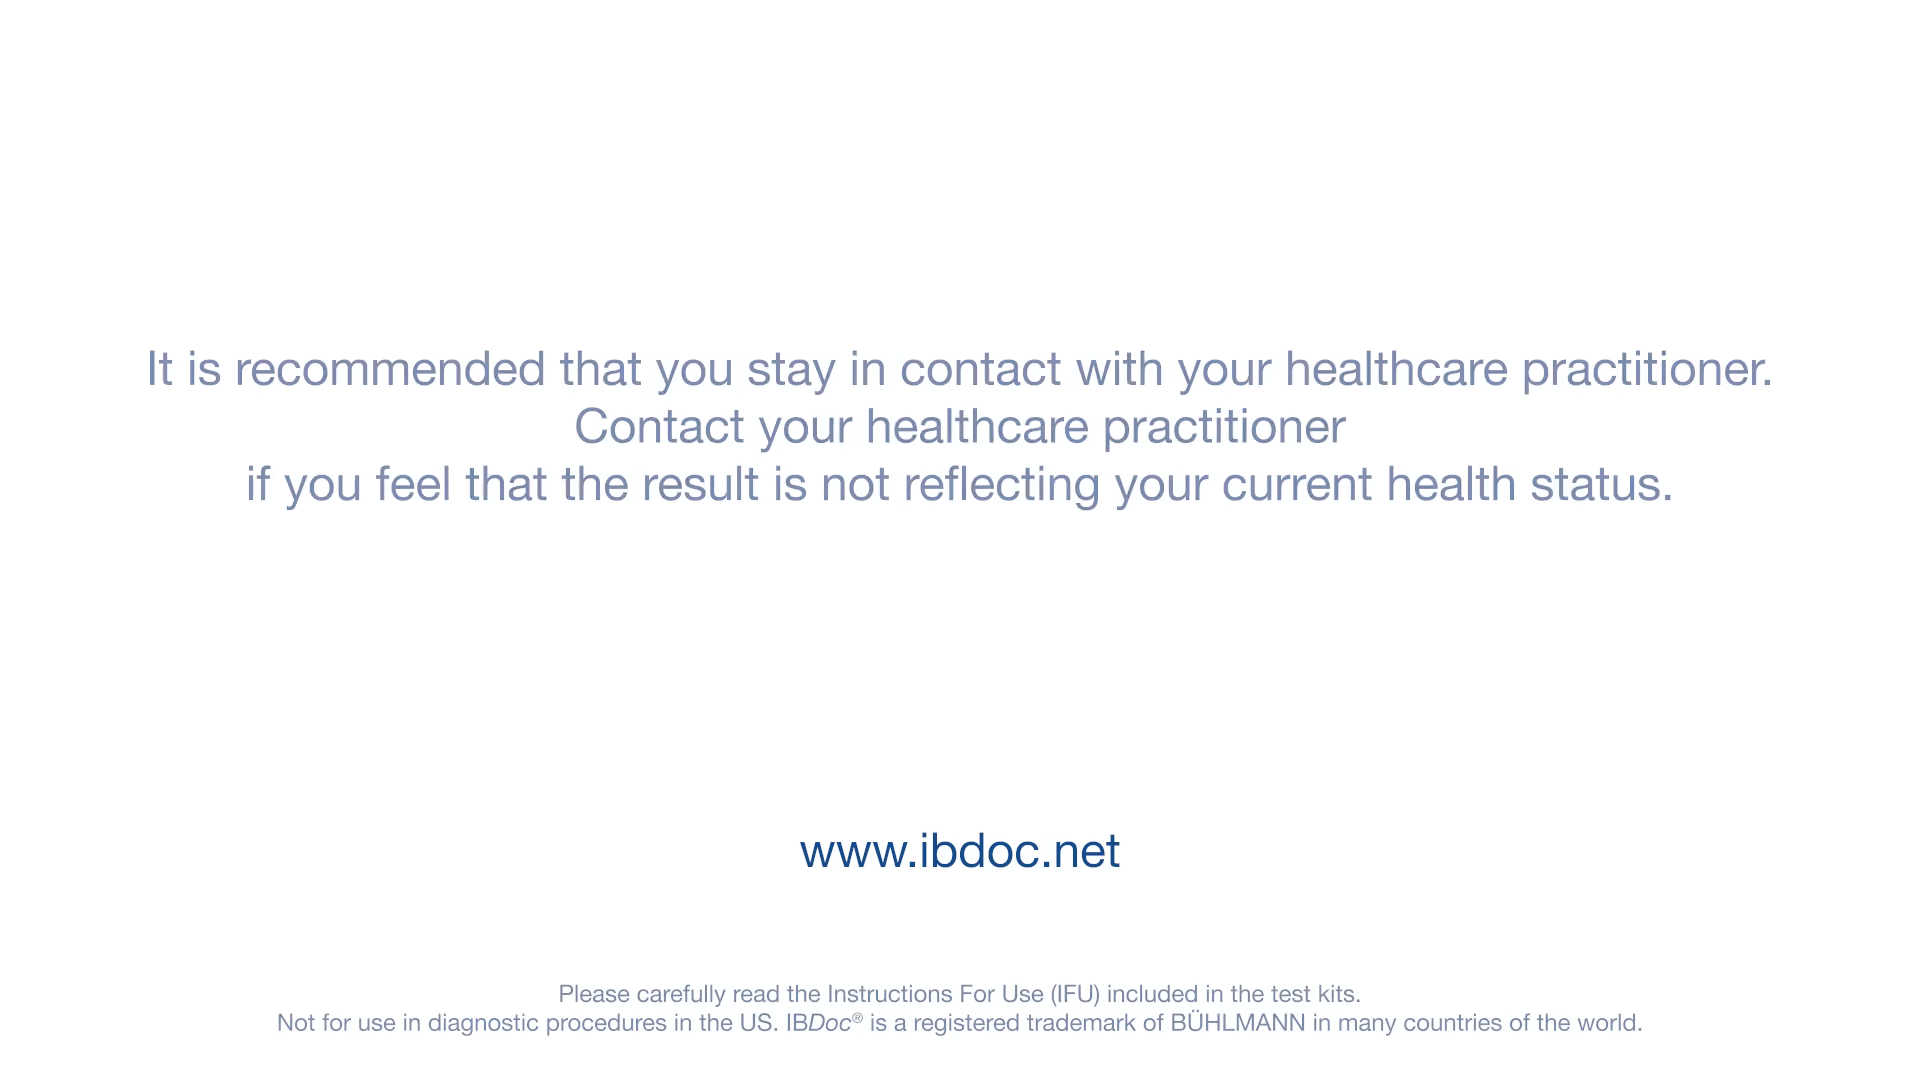 It is recommended that you stay in contact with your healthcare practitioner.
Contact your healthcare practitioner
if you feel that the result is not reflecting your current health status.
www.ibdoc.net
Please carefully read the Instructions For Use (IFU) included in the test kits.
Not for use in diagnostic procedures in the US. IBDoc® is a registered trademark of BÜHLMANN in many countries of the world.